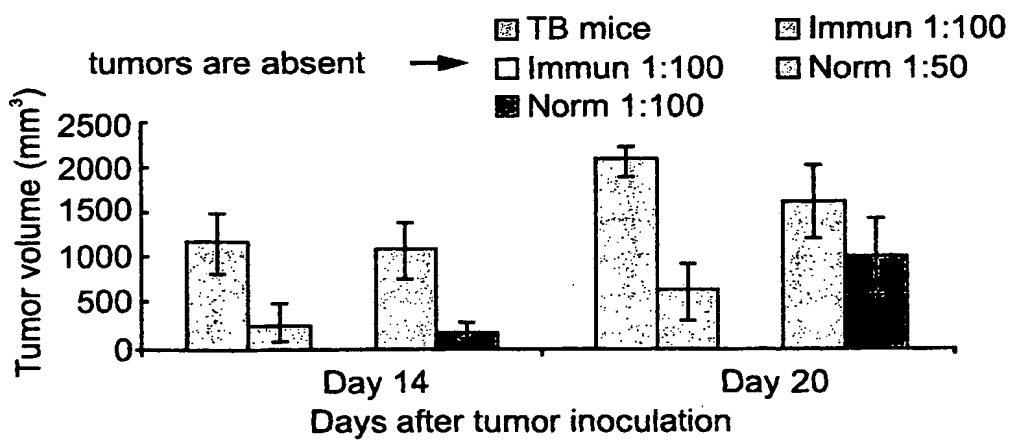 TB mice
Immun 1:100
tumors are absent
Immun 1:100
Norm 1:50
Norm 1:100
Tumor volume (mm³)
2500
2000
1500
1000
500
0
Day 14
Day 20
Days after tumor inoculation